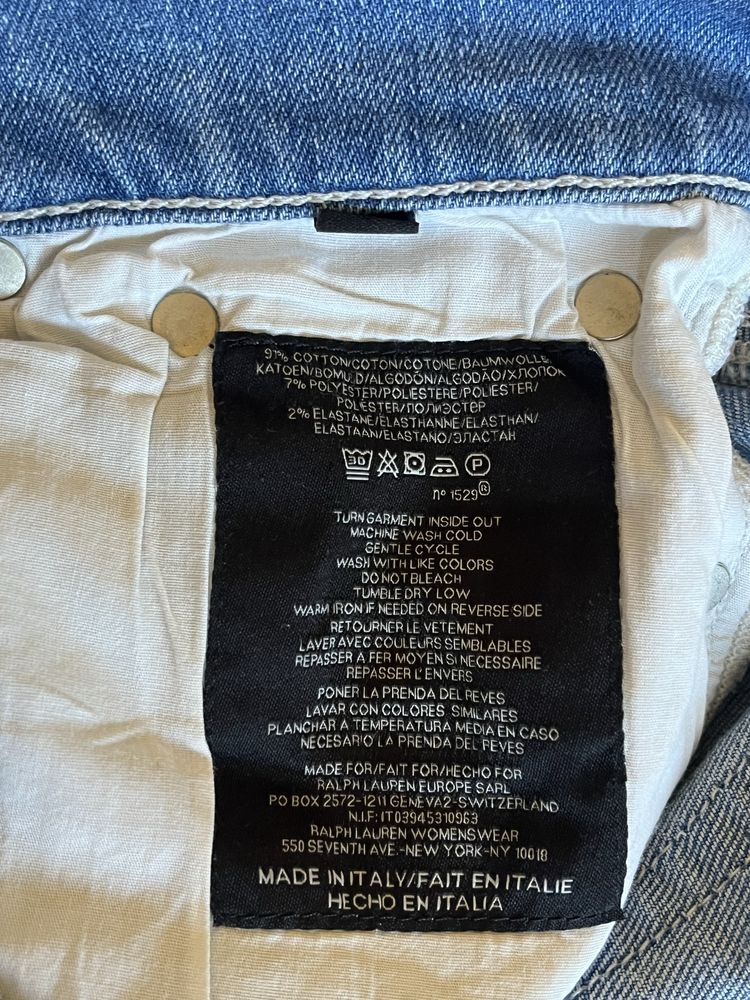 91% COTTON/COTON/COTONE/BAUMWOLLE
KATOEN/BOMULD/ALGODÓN/ALGODÃO/ХЛОПОК
7% POLYESTER/POLIESTERE/POLIESTER/
POLYESTER/ПОЛИЭСТЕР
2% ELASTANE/ELASTHANNE/ELASTHAN/
ELASTAAN/ELASTANO/ЭЛАСТАН
30 P
nº 1529®
TURN GARMENT INSIDE OUT
MACHINE WASH COLD
GENTLE CYCLE
WASH WITH LIKE COLORS
DO NOT BLEACH
TUMBLE DRY LOW
WARM IRON IF NEEDED ON REVERSE SIDE
RETOURNER LE VETEMENT
LAVER AVEC COULEURS SEMBLABLES
REPASSER A FER MOYEN SI NECESSAIRE
REPASSER L'ENVERS
PONER LA PRENDA DEL REVES
LAVAR CON COLORES SIMILARES
PLANCHAR A TEMPERATURA MEDIA EN CASO
NECESARIO LA PRENDA DEL REVES
MADE FOR/FAIT FOR/HECHO FOR
RALPH LAUREN EUROPE SARL
PO BOX 2572-1211 GENEVA2-SWITZERLAND
N.I.F: IT03945310963
RALPH LAUREN WOMENSWEAR
550 SEVENTH AVE.-NEW YORK-NY 10018
MADE IN ITALY/FAIT EN ITALIE
HECHO EN ITALIA